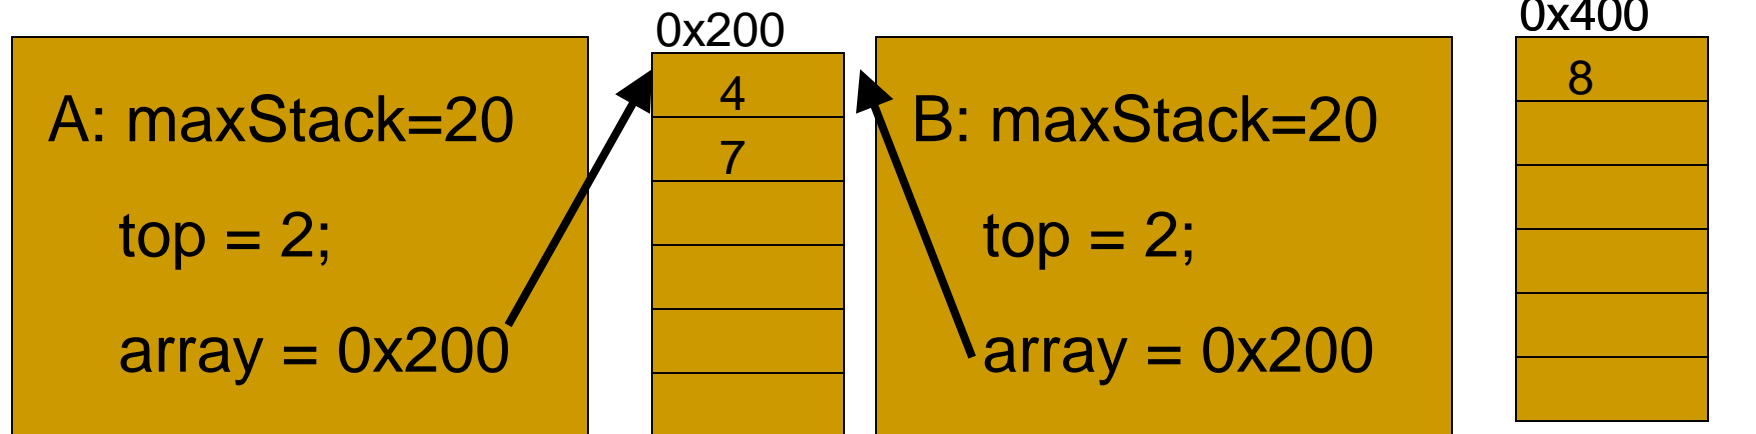 A: maxStack=20
top = 2;
array = 0x200
0x200
4
7
B: maxStack=20
top = 2;
array = 0x200
0x400
8